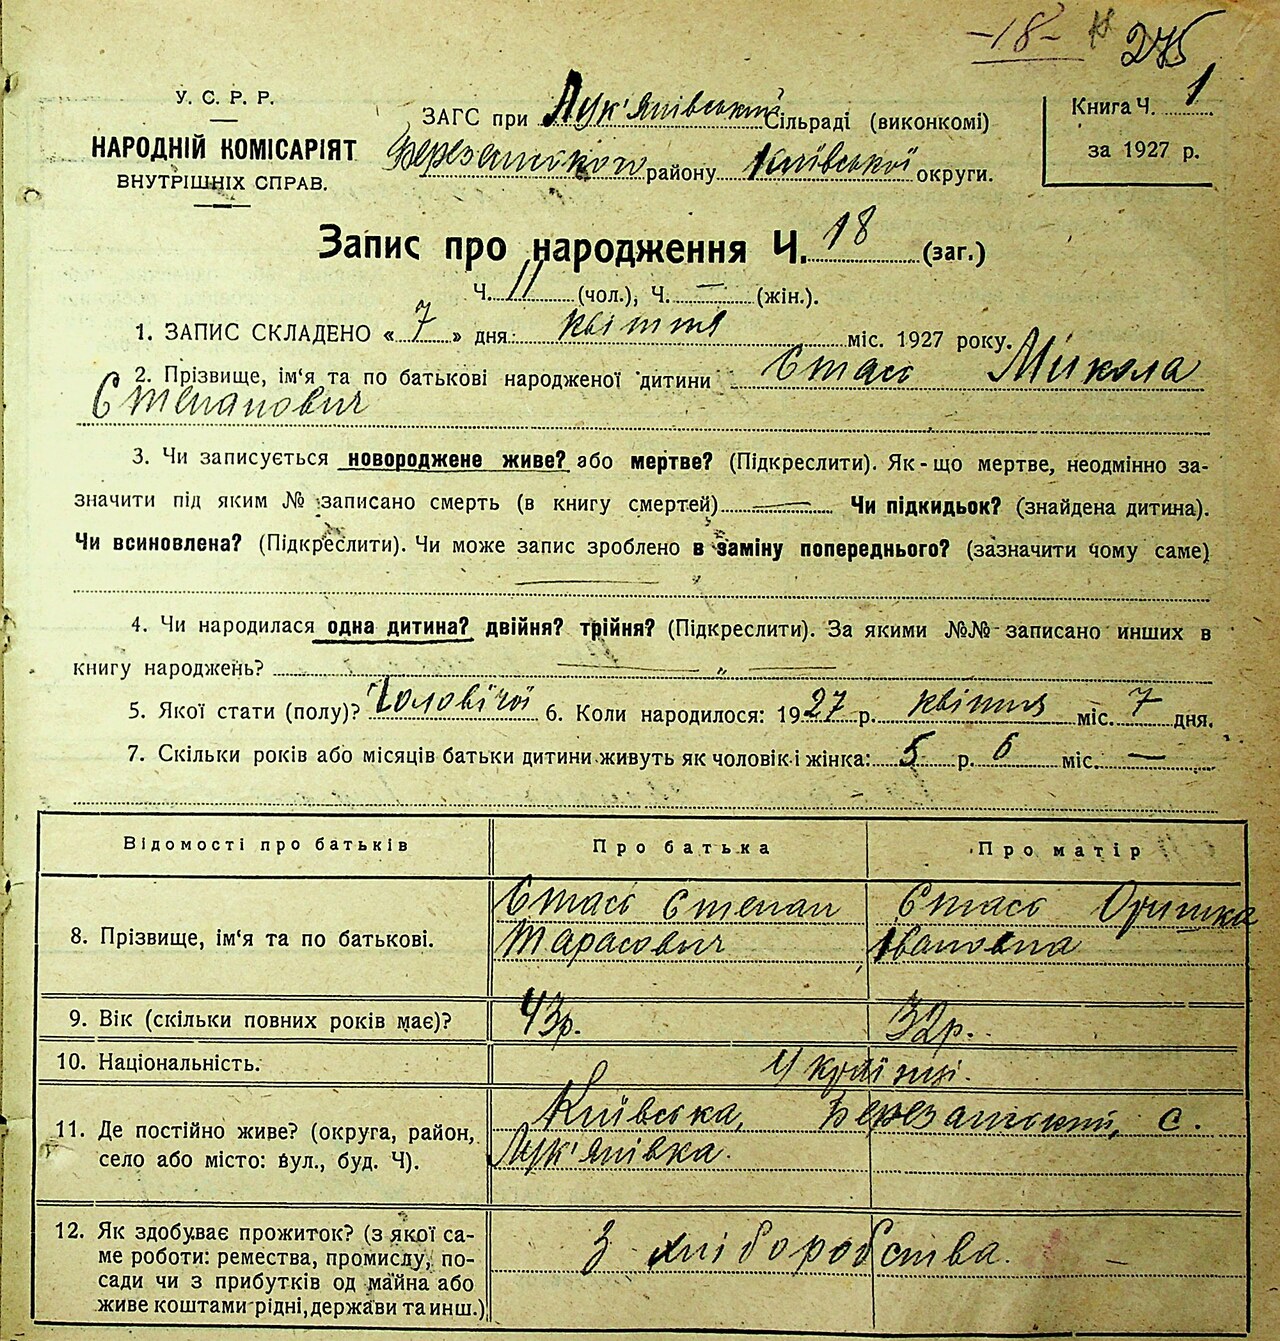 -18-
275
У. С. Р. Р.
НАРОДНІЙ КОМІСАРІЯТ
ВНУТРІШНІХ СПРАВ.
ЗАГС при Лук'янівський Сільраді (виконкомі)
Березанського району Київської округи.
Книга Ч. 1
за 1927 р.
Запис про народження Ч. 18 (заг.)
Ч. 11 (чол.), Ч. — (жін.).
1. ЗАПИС СКЛАДЕНО « 7 » дня: квітня міс. 1927 року.
2. Прізвище, ім'я та по батькові народженої дитини Стасо Микола
Степанович
3. Чи записується новороджене живе? або мертве? (Підкреслити). Як-що мертве, неодмінно за-
значити під яким № записано смерть (в книгу смертей) — Чи підкидьок? (знайдена дитина).
Чи всиновлена? (Підкреслити). Чи може запис зроблено в заміну попереднього? (зазначити чому саме)
— „
4. Чи народилася одна дитина? двійня? трійня? (Підкреслити). За якими №№ записано инших в
книгу народжень? — „ —
5. Якої стати (полу)? Чоловічої 6. Коли народилося: 1927 р. квітня міс. 7 дня.
7. Скільки років або місяців батьки дитини живуть як чоловік і жінка: 5 р. 6 міс. —
Відомості про батьків Про батька Про матір
8. Прізвище, ім'я та по батькові. Стасо Степан Тарасович Стасо Оришка Івановна
9. Вік (скільки повних років має)? 43р. 32р.
10. Національність. Українці.
11. Де постійно живе? (округа, район, Київська, Березанський, с.
село або місто: вул., буд. Ч). Лук'янівка.
12. Як здобуває прожиток? (з якої са-
ме роботи: ремества, промислу, по- З хліборобства.
сади чи з прибутків од майна або
живе коштами рідні, держави та инш.)